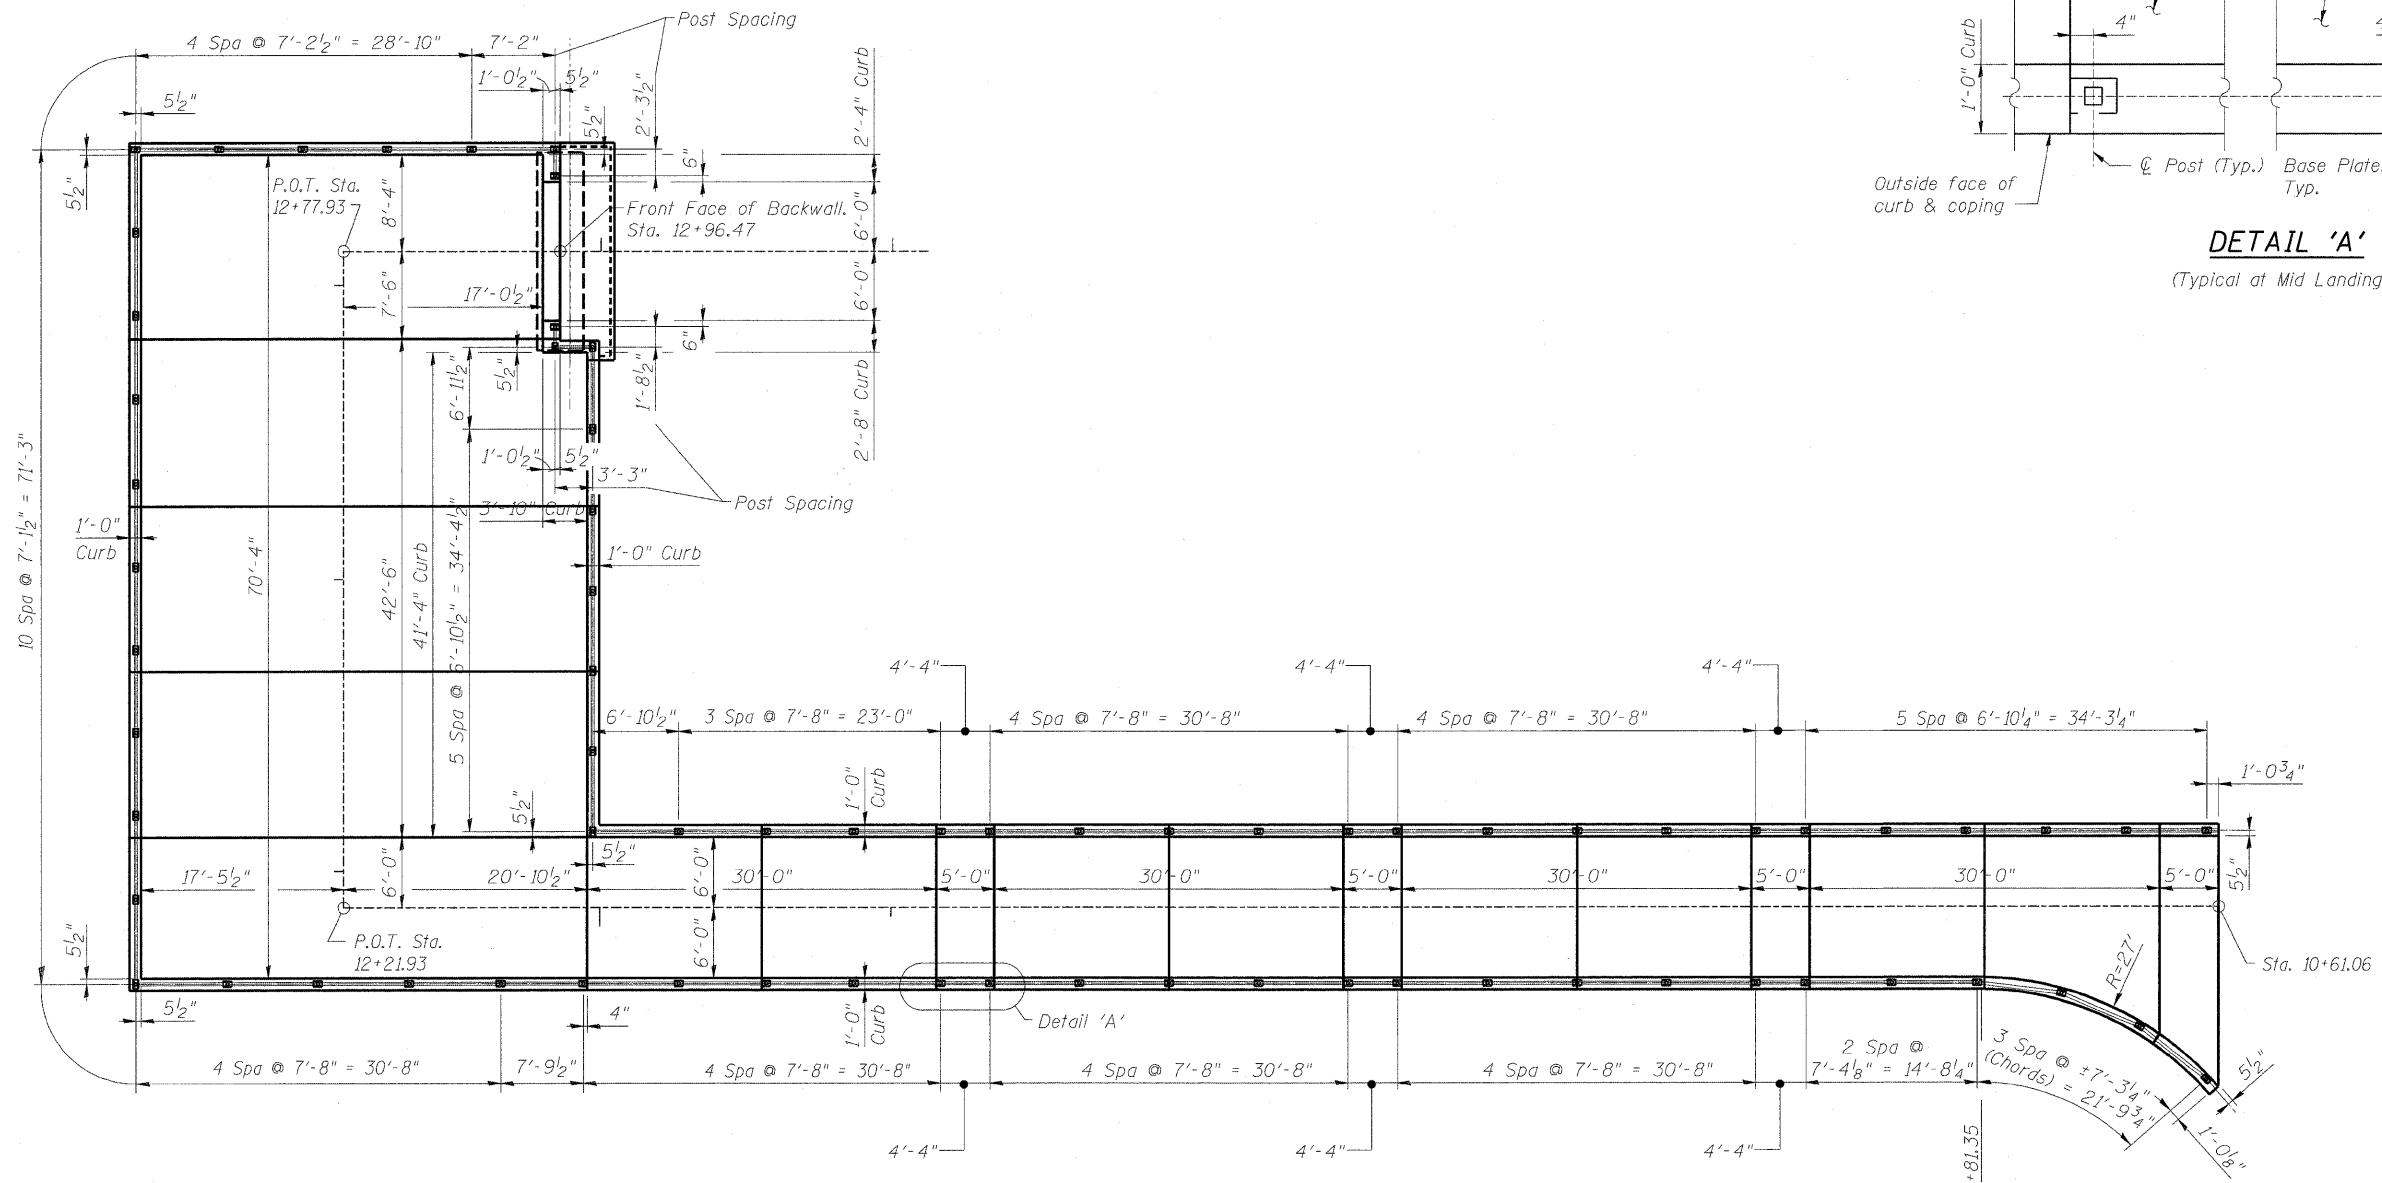 Post Spacing
4 Spa @ 7'-2½" = 28'-10"
7'-2"
1'-0½"
5½"
5½"
5½"
2'-3½"
2'-4" Curb
5½"
6"
P.O.T. Sta.
12+77.93
8'-4"
Front Face of Backwall.
Sta. 12+96.47
6'-0"
7'-6"
17'-0½"
6'-0"
6"
6'-11½"
5½"
1'-8½"
2'-8" Curb
1'-0½"
5½"
3'-3"
3'-10" Curb
Post Spacing
10 Spa @ 7'-1½" = 71'-3"
1'-0"
Curb
70'-4"
42'-6"
41'-4" Curb
5 Spa @ 6'-10½" = 34'-4½"
1'-0" Curb
4'-4"
4'-4"
4'-4"
6'-10½"
3 Spa @ 7'-8" = 23'-0"
4 Spa @ 7'-8" = 30'-8"
4 Spa @ 7'-8" = 30'-8"
5 Spa @ 6'-10¼" = 34'-3¼"
1'-0¾"
5½"
1'-0"
Curb
5½"
17'-5½"
6'-0"
20'-10½"
6'-0"
30'-0"
5'-0"
30'-0"
5'-0"
30'-0"
5'-0"
30'-0"
5'-0"
5½"
P.O.T. Sta.
12+21.93
5½"
6'-0"
R=27'
Sta. 10+61.06
5½"
4"
1'-0"
Curb
Detail 'A'
4 Spa @ 7'-8" = 30'-8"
7'-9½"
4 Spa @ 7'-8" = 30'-8"
4 Spa @ 7'-8" = 30'-8"
4 Spa @ 7'-8" = 30'-8"
2 Spa @
7'-4⅛" = 14'-8¼"
3 Spa @ ±7'-3¼"
(Chords) = 21'-9¾"
5½"
1'-0⅛"
4'-4"
4'-4"
4'-4"
+81.35
4"
1'-0" Curb
℄ Post (Typ.)
Base Plate,
Typ.
Outside face of
curb & coping
DETAIL 'A'
(Typical at Mid Landing